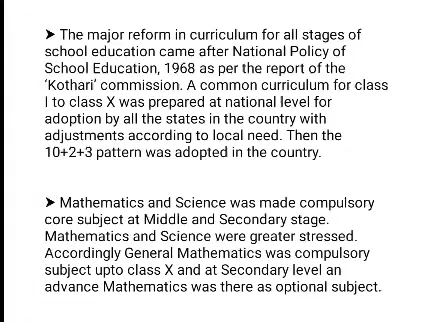 ➤ The major reform in curriculum for all stages of
school education came after National Policy of
School Education, 1968 as per the report of the
‘Kothari’ commission. A common curriculum for class
I to class X was prepared at national level for
adoption by all the states in the country with
adjustments according to local need. Then the
10+2+3 pattern was adopted in the country.
➤ Mathematics and Science was made compulsory
core subject at Middle and Secondary stage.
Mathematics and Science were greater stressed.
Accordingly General Mathematics was compulsory
subject upto class X and at Secondary level an
advance Mathematics was there as optional subject.